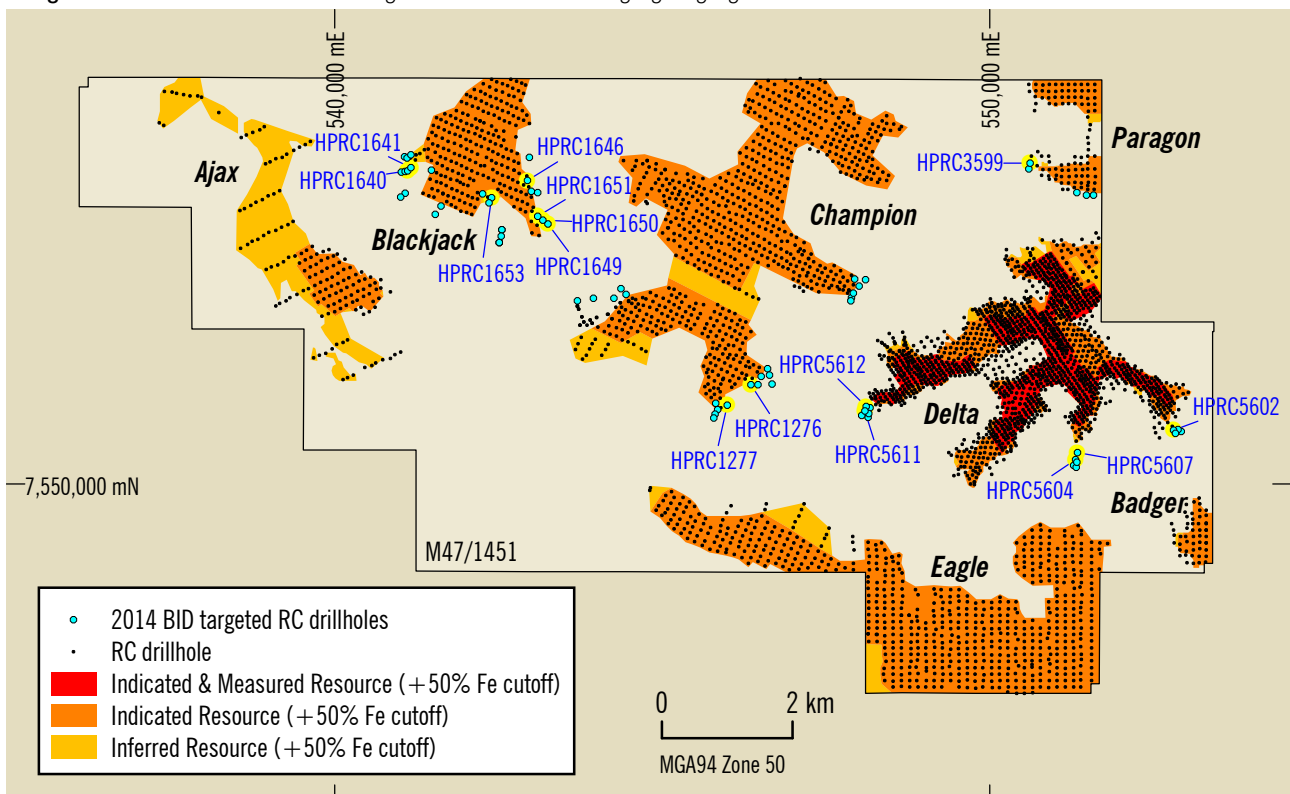 540,000 mE
550,000 mE
HPRC1641
HPRC1646
Paragon
Ajax
HPRC3599
HPRC1640
HPRC1651
Champion
HPRC1650
Blackjack
HPRC1653
HPRC1649
HPRC5612
Delta
HPRC5602
HPRC1276
HPRC1277
HPRC5611
HPRC5607
HPRC5604
7,550,000 mN
Badger
M47/1451
Eagle
2014 BID targeted RC drillholes
RC drillhole
Indicated & Measured Resource (+50% Fe cutoff)
Indicated Resource (+50% Fe cutoff)
Inferred Resource (+50% Fe cutoff)
0 2 km
MGA94 Zone 50